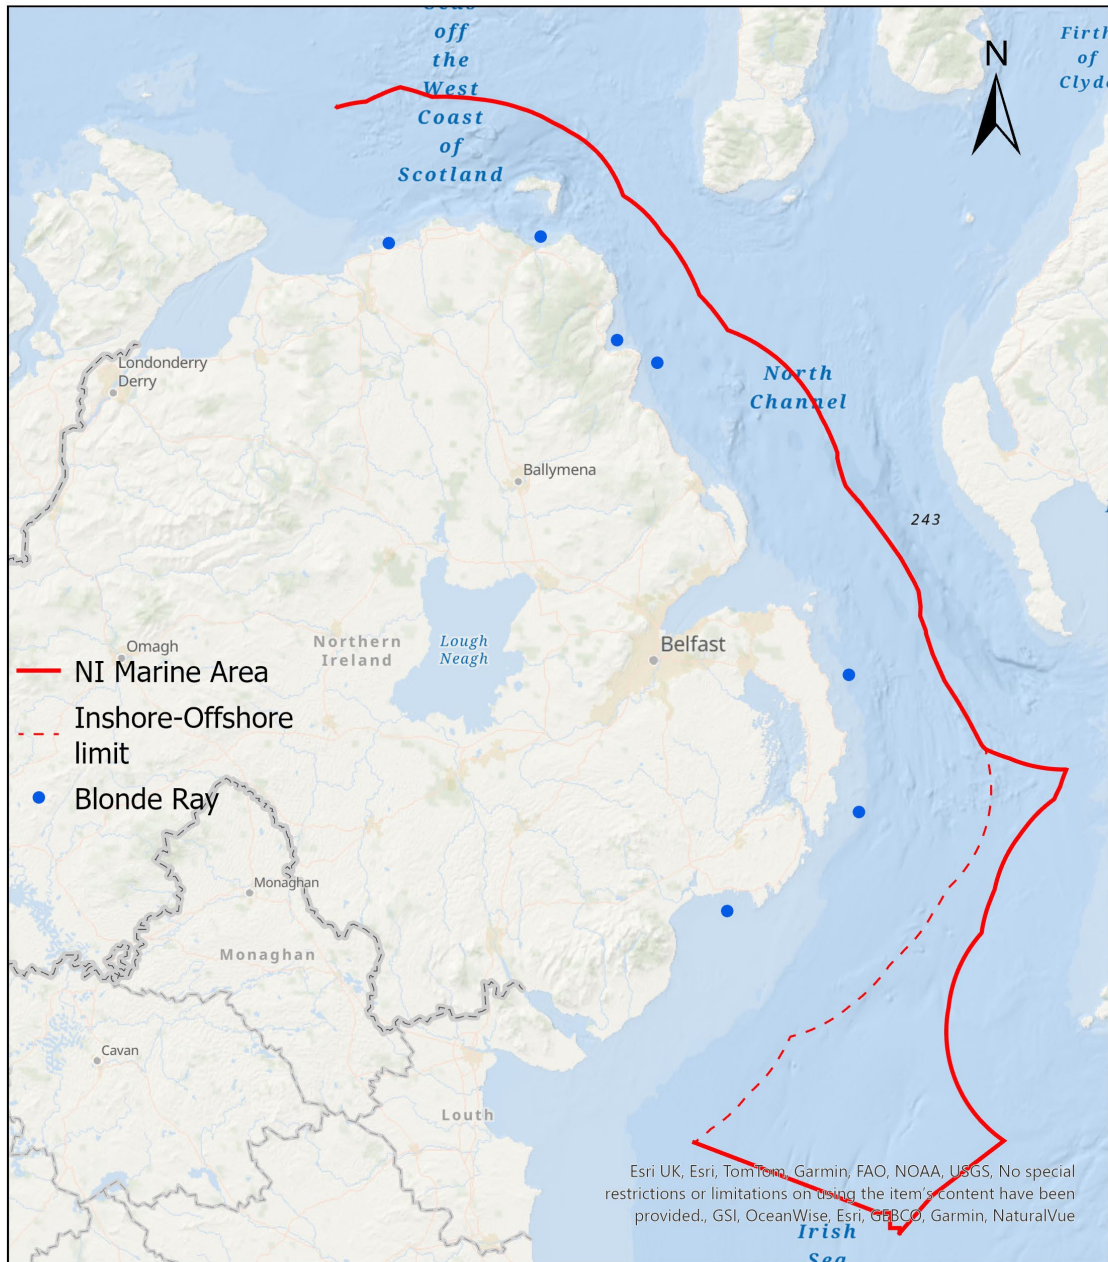 off
the
West
Coast
of
Scotland
Firth
of
Clyde
N
Londonderry
Derry
North
Channel
Ballymena
243
Omagh
Northern
Ireland
Lough
Neagh
Belfast
NI Marine Area
Inshore-Offshore
limit
Blonde Ray
Monaghan
Monaghan
Cavan
Louth
Esri UK, Esri, TomTom, Garmin, FAO, NOAA, USGS, No special
restrictions or limitations on using the item's content have been
provided., GSI, OceanWise, Esri, GEBCO, Garmin, NaturalVue
Irish
Sea